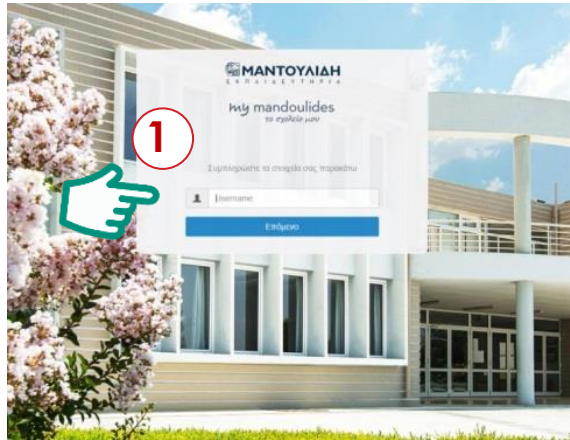 ΜΑΝΤΟΥΛΙΔΗ
ΕΚΠΑΙΔΕΥΤΗΡΙΑ
my mandoulides
το σχολείο μου
1
Συμπληρώστε τα στοιχεία σας παρακάτω
Username
Επόμενο